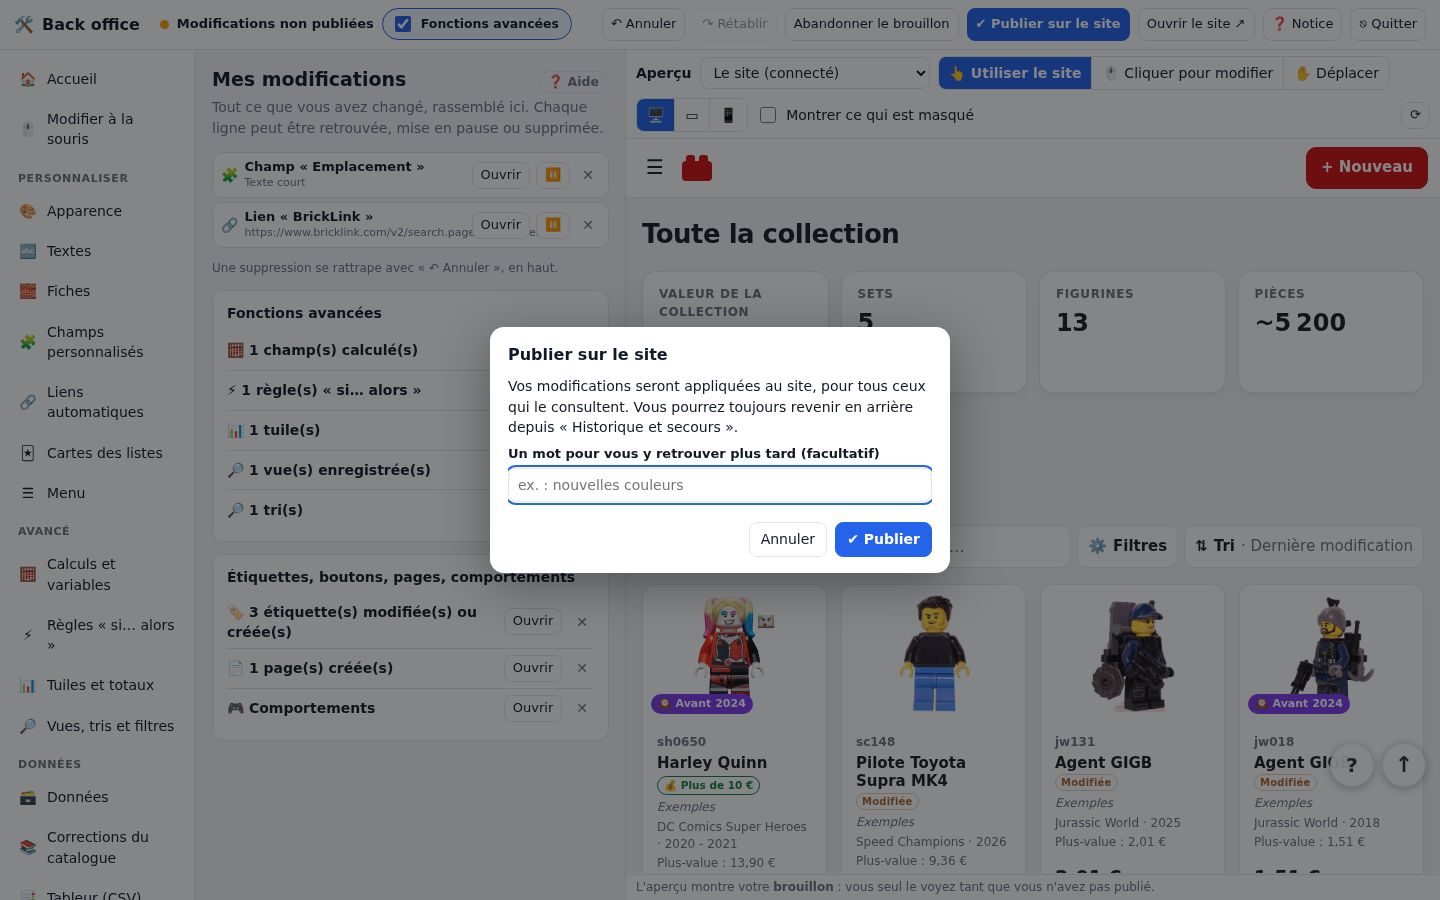 Back office
Modifications non publiées
Fonctions avancées
↶ Annuler
↷ Rétablir
Abandonner le brouillon
✔ Publier sur le site
Ouvrir le site ↗
❓ Notice
⎋ Quitter
Accueil
Modifier à la
souris
PERSONNALISER
Apparence
Textes
Fiches
Champs
personnalisés
Liens
automatiques
Cartes des listes
Menu
AVANCÉ
Calculs et
variables
Règles « si… alors
»
Tuiles et totaux
Vues, tris et filtres
DONNÉES
Données
Corrections du
catalogue
Tableur (CSV)
Mes modifications
❓ Aide
Tout ce que vous avez changé, rassemblé ici. Chaque
ligne peut être retrouvée, mise en pause ou supprimée.
Champ « Emplacement »
Texte court
Ouvrir
✕
Lien « BrickLink »
https://www.bricklink.com/v2/search.page
Ouvrir
✕
Une suppression se rattrape avec « ↶ Annuler », en haut.
Fonctions avancées
1 champ(s) calculé(s)
⚡ 1 règle(s) « si… alors »
1 tuile(s)
1 vue(s) enregistrée(s)
1 tri(s)
Étiquettes, boutons, pages, comportements
3 étiquette(s) modifiée(s) ou
créée(s)
Ouvrir
✕
1 page(s) créée(s)
Ouvrir
✕
Comportements
Ouvrir
✕
Aperçu
Le site (connecté)
Utiliser le site
Cliquer pour modifier
Déplacer
Montrer ce qui est masqué
+ Nouveau
Toute la collection
VALEUR DE LA
COLLECTION
SETS
5
FIGURINES
13
PIÈCES
~5 200
Publier sur le site
Vos modifications seront appliquées au site, pour tous ceux
qui le consultent. Vous pourrez toujours revenir en arrière
depuis « Historique et secours ».
Un mot pour vous y retrouver plus tard (facultatif)
ex. : nouvelles couleurs
Annuler
✔ Publier
…
Filtres
⇅ Tri · Dernière modification
Avant 2024
sh0650
Harley Quinn
Plus de 10 €
Exemples
DC Comics Super Heroes
· 2020 - 2021
Plus-value : 13,90 €
sc148
Pilote Toyota
Supra MK4
Modifiée
Exemples
Speed Champions · 2026
Plus-value : 9,36 €
jw131
Agent GIGB
Modifiée
Exemples
Jurassic World · 2025
Plus-value : 2,01 €
Avant 2024
jw018
Agent
Modifiée
Exemples
Jurassic World · 2018
Plus-value : 1,51 €
?
↑
L'aperçu montre votre brouillon : vous seul le voyez tant que vous n'avez pas publié.